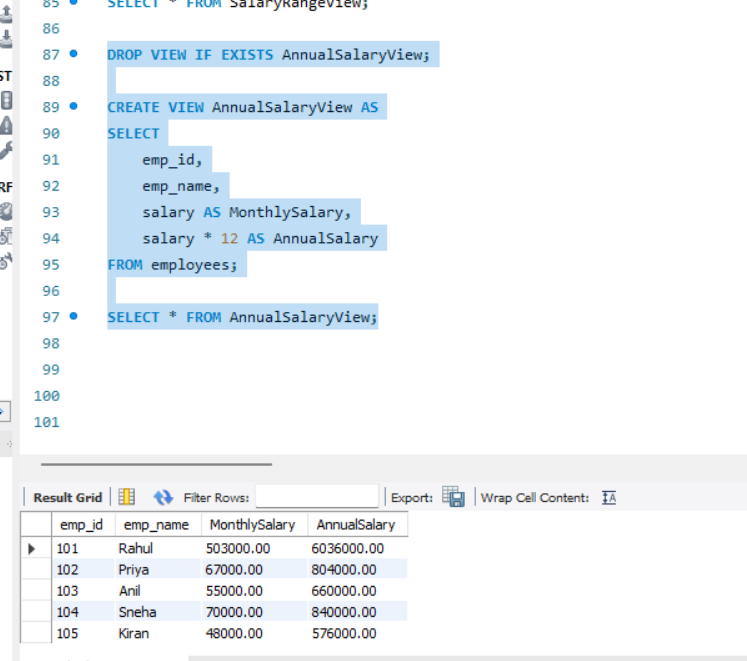 85 SELECT * FROM SalaryRangeView;
86
ST
87 DROP VIEW IF EXISTS AnnualSalaryView;
88
89 CREATE VIEW AnnualSalaryView AS
90 SELECT
91 emp_id,
RF
92 emp_name,
93 salary AS MonthlySalary,
94 salary * 12 AS AnnualSalary
95 FROM employees;
96
97 SELECT * FROM AnnualSalaryView;
98
99
100
101
Result Grid Filter Rows: Export: Wrap Cell Content:
emp_id emp_name MonthlySalary AnnualSalary
101 Rahul 503000.00 6036000.00
102 Priya 67000.00 804000.00
103 Anil 55000.00 660000.00
104 Sneha 70000.00 840000.00
105 Kiran 48000.00 576000.00